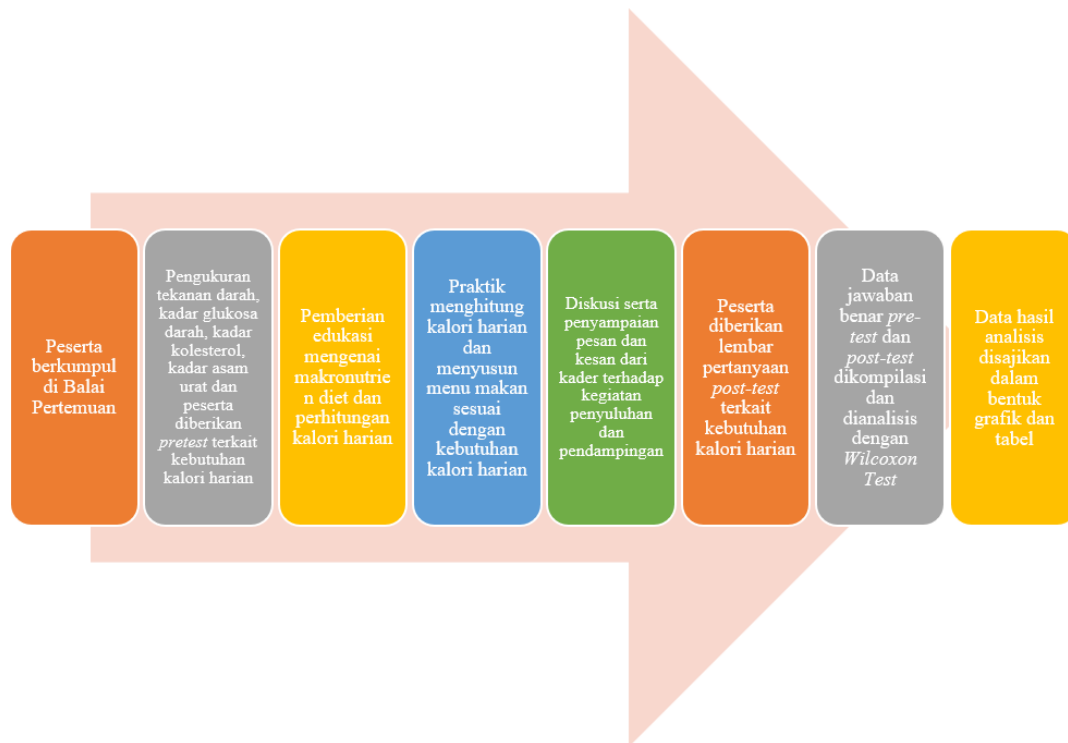 Peserta
berkumpul
di Balai
Pertemuan
Pengukuran
tekanan darah,
kadar glukosa
darah, kadar
kolesterol,
kadar asam
urat dan
peserta
diberikan
pretest terkait
kebutuhan
kalori harian
Pemberian
edukasi
mengenai
makronutrie
n diet dan
perhitungan
kalori harian
Praktik
menghitung
kalori harian
dan
menyusun
menu makan
sesuai
dengan
kebutuhan
kalori harian
Diskusi serta
penyampaian
pesan dan
kesan dari
kader terhadap
kegiatan
penyuluhan
dan
pendampingan
Peserta
diberikan
lembar
pertanyaan
post-test
terkait
kebutuhan
kalori harian
Data
jawaban
benar pre-
test dan
post-test
dikompilasi
dan
dianalisis
dengan
Wilcoxon
Test
Data hasil
analisis
disajikan
dalam
bentuk
grafik dan
tabel